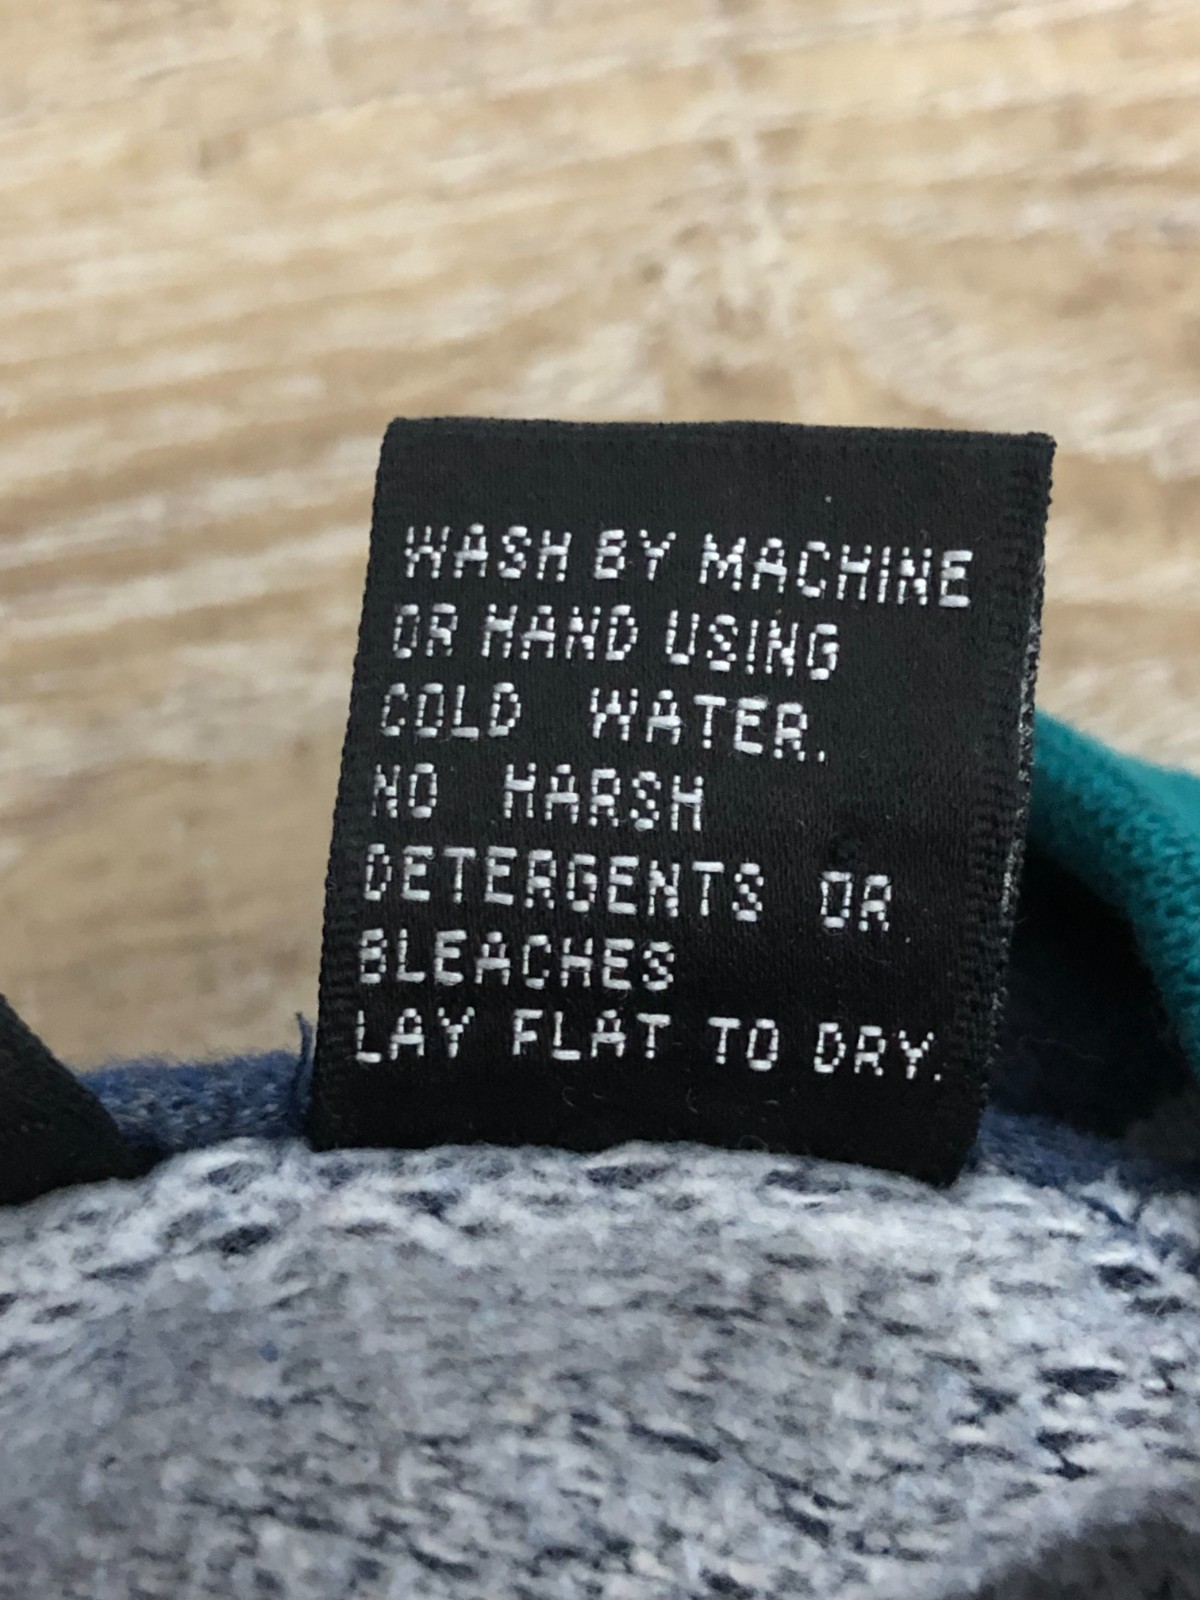 WASH BY MACHINE
OR HAND USING
COLD WATER.
NO HARSH
DETERGENTS OR
BLEACHES
LAY FLAT TO DRY.